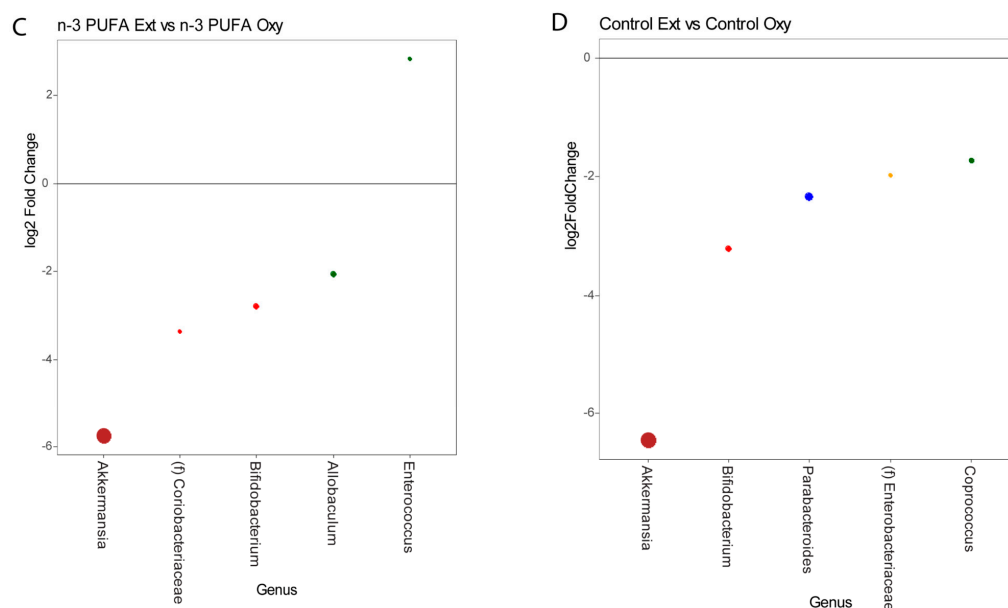 C
n-3 PUFA Ext vs n-3 PUFA Oxy
log2 Fold Change
2
0
-2
-4
-6
Akkermansia
(f) Coriobacteriaceae
Bifidobacterium
Allobaculum
Enterococcus
Genus
D
Control Ext vs Control Oxy
log2FoldChange
0
-2
-4
-6
Akkermansia
Bifidobacterium
Parabacteroides
(f) Enterobacteriaceae
Coprococcus
Genus